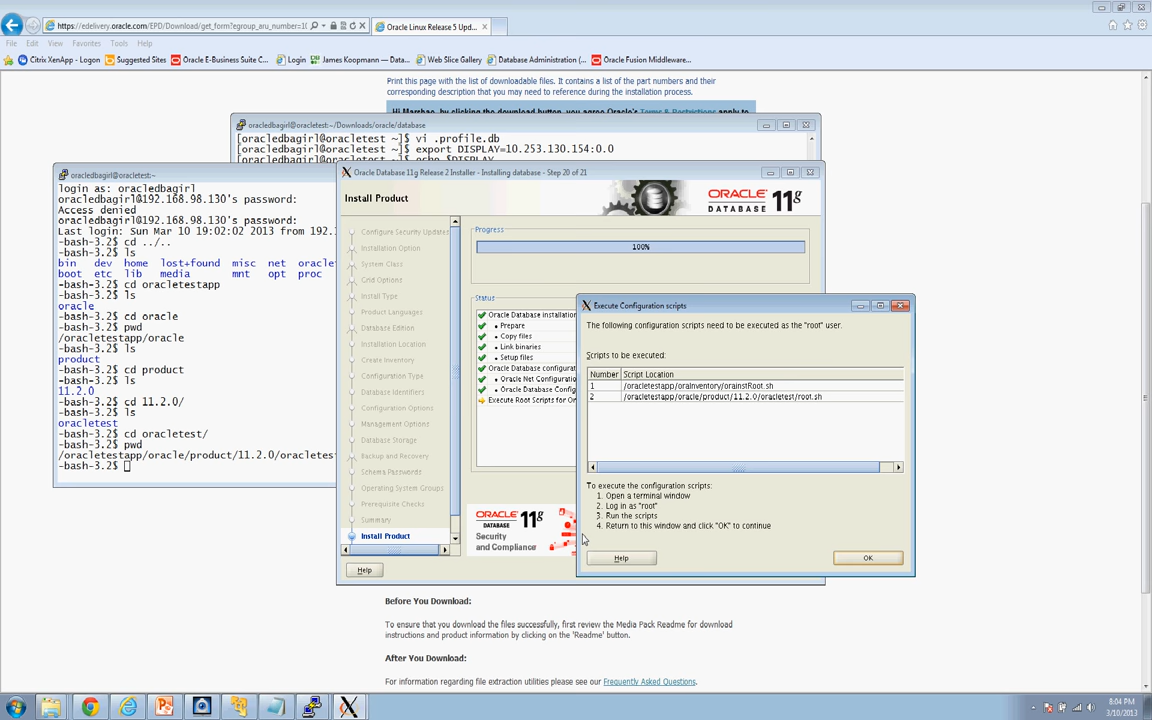 https://edelivery.oracle.com/EPD/Download/get_form?egroup_aru_number=1
Oracle Linux Release 5 Upd...
File Edit View Favorites Tools Help
Citrix XenApp - Logon
Suggested Sites
Oracle E-Business Suite C...
Login
James Koopmann — Data...
Web Slice Gallery
Database Administration (...
Oracle Fusion Middleware...
Print this page with the list of downloadable files. It contains a list of the part numbers and their
corresponding description that you may need to reference during the installation process.
oracledbagirl@oracletest:~/Downloads/oracle/database
[oracledbagirl@oracletest ~]$ vi .profile.db
[oracledbagirl@oracletest ~]$ export DISPLAY=10.253.130.154:0.0
oracledbagirl@oracletest:~
login as: oracledbagirl
oracledbagirl@192.168.98.130's password:
Access denied
oracledbagirl@192.168.98.130's password:
Last login: Sun Mar 10 19:02:02 2013 from 192.
-bash-3.2$ cd ../..
-bash-3.2$ ls
bin dev home lost+found misc net oracle
boot etc lib media mnt opt proc
-bash-3.2$ cd oracletestapp
-bash-3.2$ ls
oracle
-bash-3.2$ cd oracle
-bash-3.2$ pwd
/oracletestapp/oracle
-bash-3.2$ ls
product
-bash-3.2$ cd product
-bash-3.2$ ls
11.2.0
-bash-3.2$ cd 11.2.0/
-bash-3.2$ ls
oracletest
-bash-3.2$ cd oracletest/
-bash-3.2$ pwd
/oracletestapp/oracle/product/11.2.0/oracletes
-bash-3.2$
Oracle Database 11g Release 2 Installer - Installing database - Step 20 of 21
Install Product
ORACLE 11g
DATABASE
Configure Security Updates
Installation Option
System Class
Grid Options
Install Type
Product Languages
Database Edition
Installation Location
Create Inventory
Configuration Type
Database Identifiers
Configuration Options
Management Options
Database Storage
Backup and Recovery
Schema Passwords
Operating System Groups
Prerequisite Checks
Summary
Install Product
Help
Progress
100%
Status
Oracle Database installation
• Prepare
• Copy files
• Link binaries
• Setup files
Oracle Database configura
• Oracle Net Configuratio
• Oracle Database Config
Execute Root Scripts for Or
ORACLE 11g
DATABASE
Security
and Compliance
Execute Configuration scripts
The following configuration scripts need to be executed as the "root" user.
Scripts to be executed:
Number Script Location
1 /oracletestapp/oraInventory/orainstRoot.sh
2 /oracletestapp/oracle/product/11.2.0/oracletest/root.sh
To execute the configuration scripts:
1. Open a terminal window
2. Log in as "root"
3. Run the scripts
4. Return to this window and click "OK" to continue
Help
OK
Before You Download:
To ensure that you download the files successfully, first review the Media Pack Readme for download
instructions and product information by clicking on the 'Readme' button.
After You Download:
For information regarding file extraction utilities please see our Frequently Asked Questions.
8:04 PM
3/10/2013